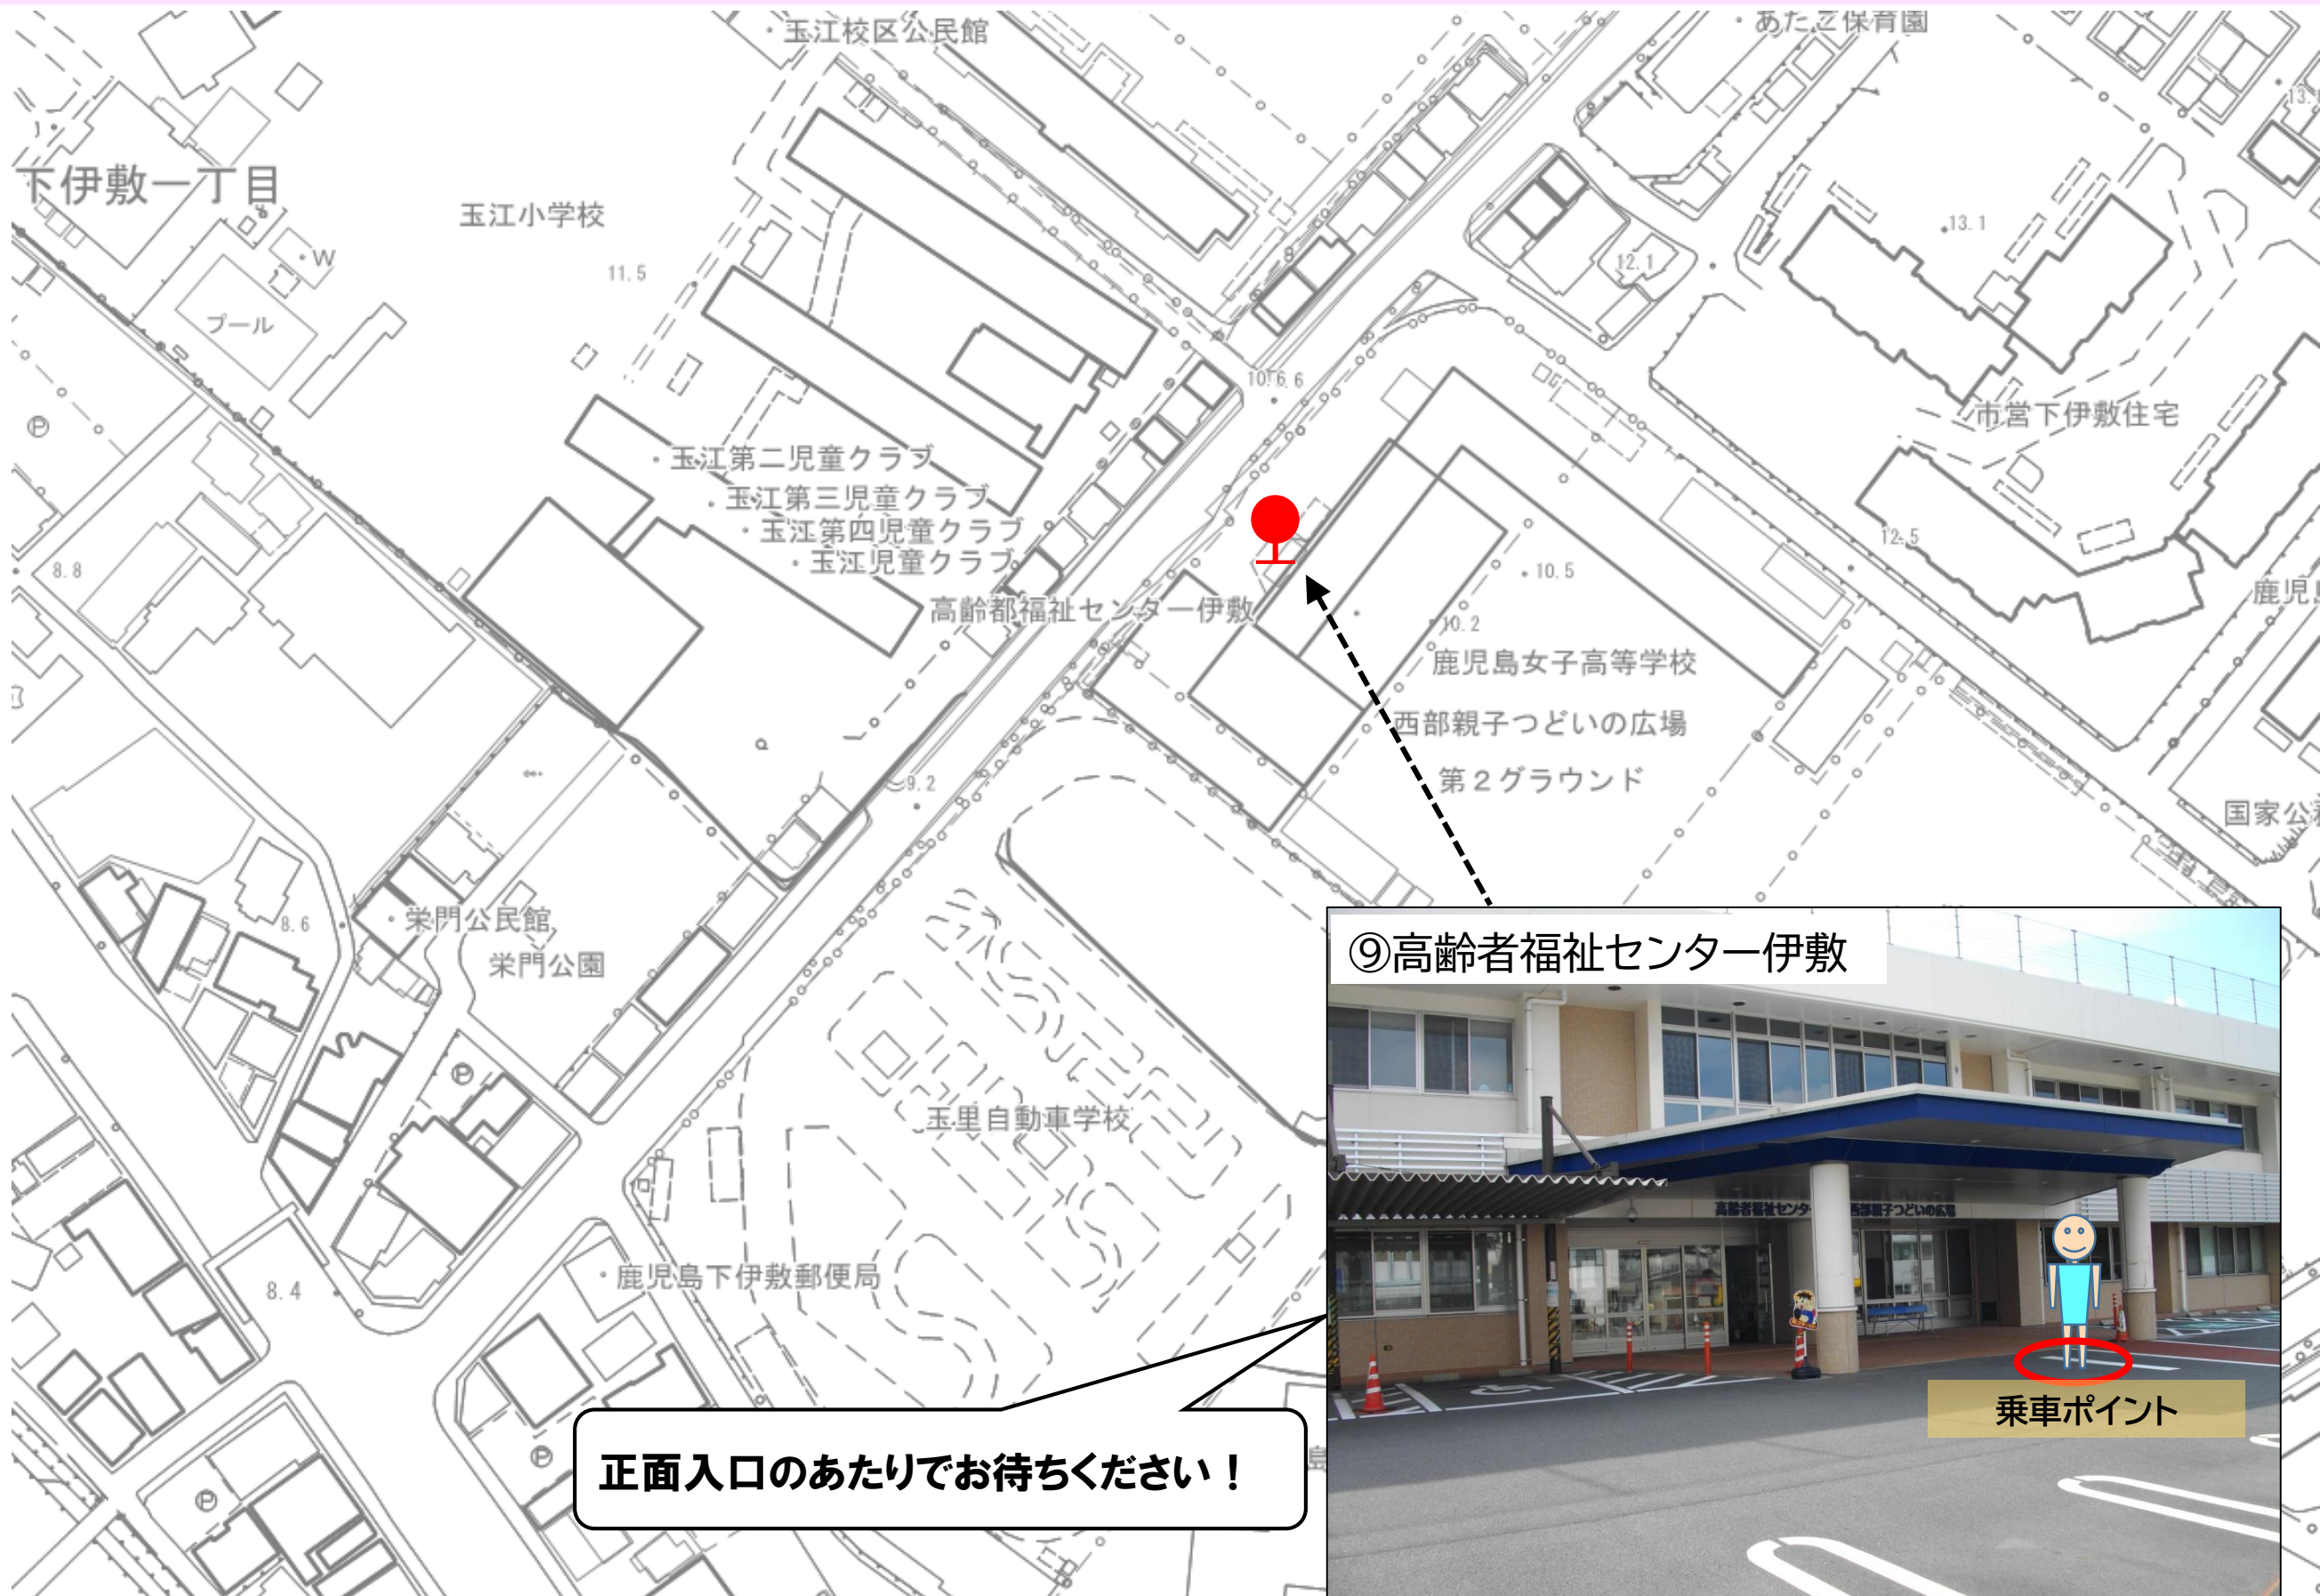 玉江校区公民館
あたご保育園
下伊敷一丁目
玉江小学校
11.5
W
プール
13.1
12.1
市営下伊敷住宅
玉江第二児童クラブ
玉江第三児童クラブ
玉江第四児童クラブ
玉江児童クラブ
12.5
10.5
8.8
高齢都福祉センター伊敷
10.2
鹿児島女子高等学校
西部親子つどいの広場
第2グラウンド
9.2
国家公
8.6
栄門公民館
栄門公園
玉里自動車学校
鹿児島下伊敷郵便局
8.4
P
P
P
P
⑨高齢者福祉センター伊敷
高齢者福祉センター
西部親子つどいの広場
乗車ポイント
正面入口のあたりでお待ちください！